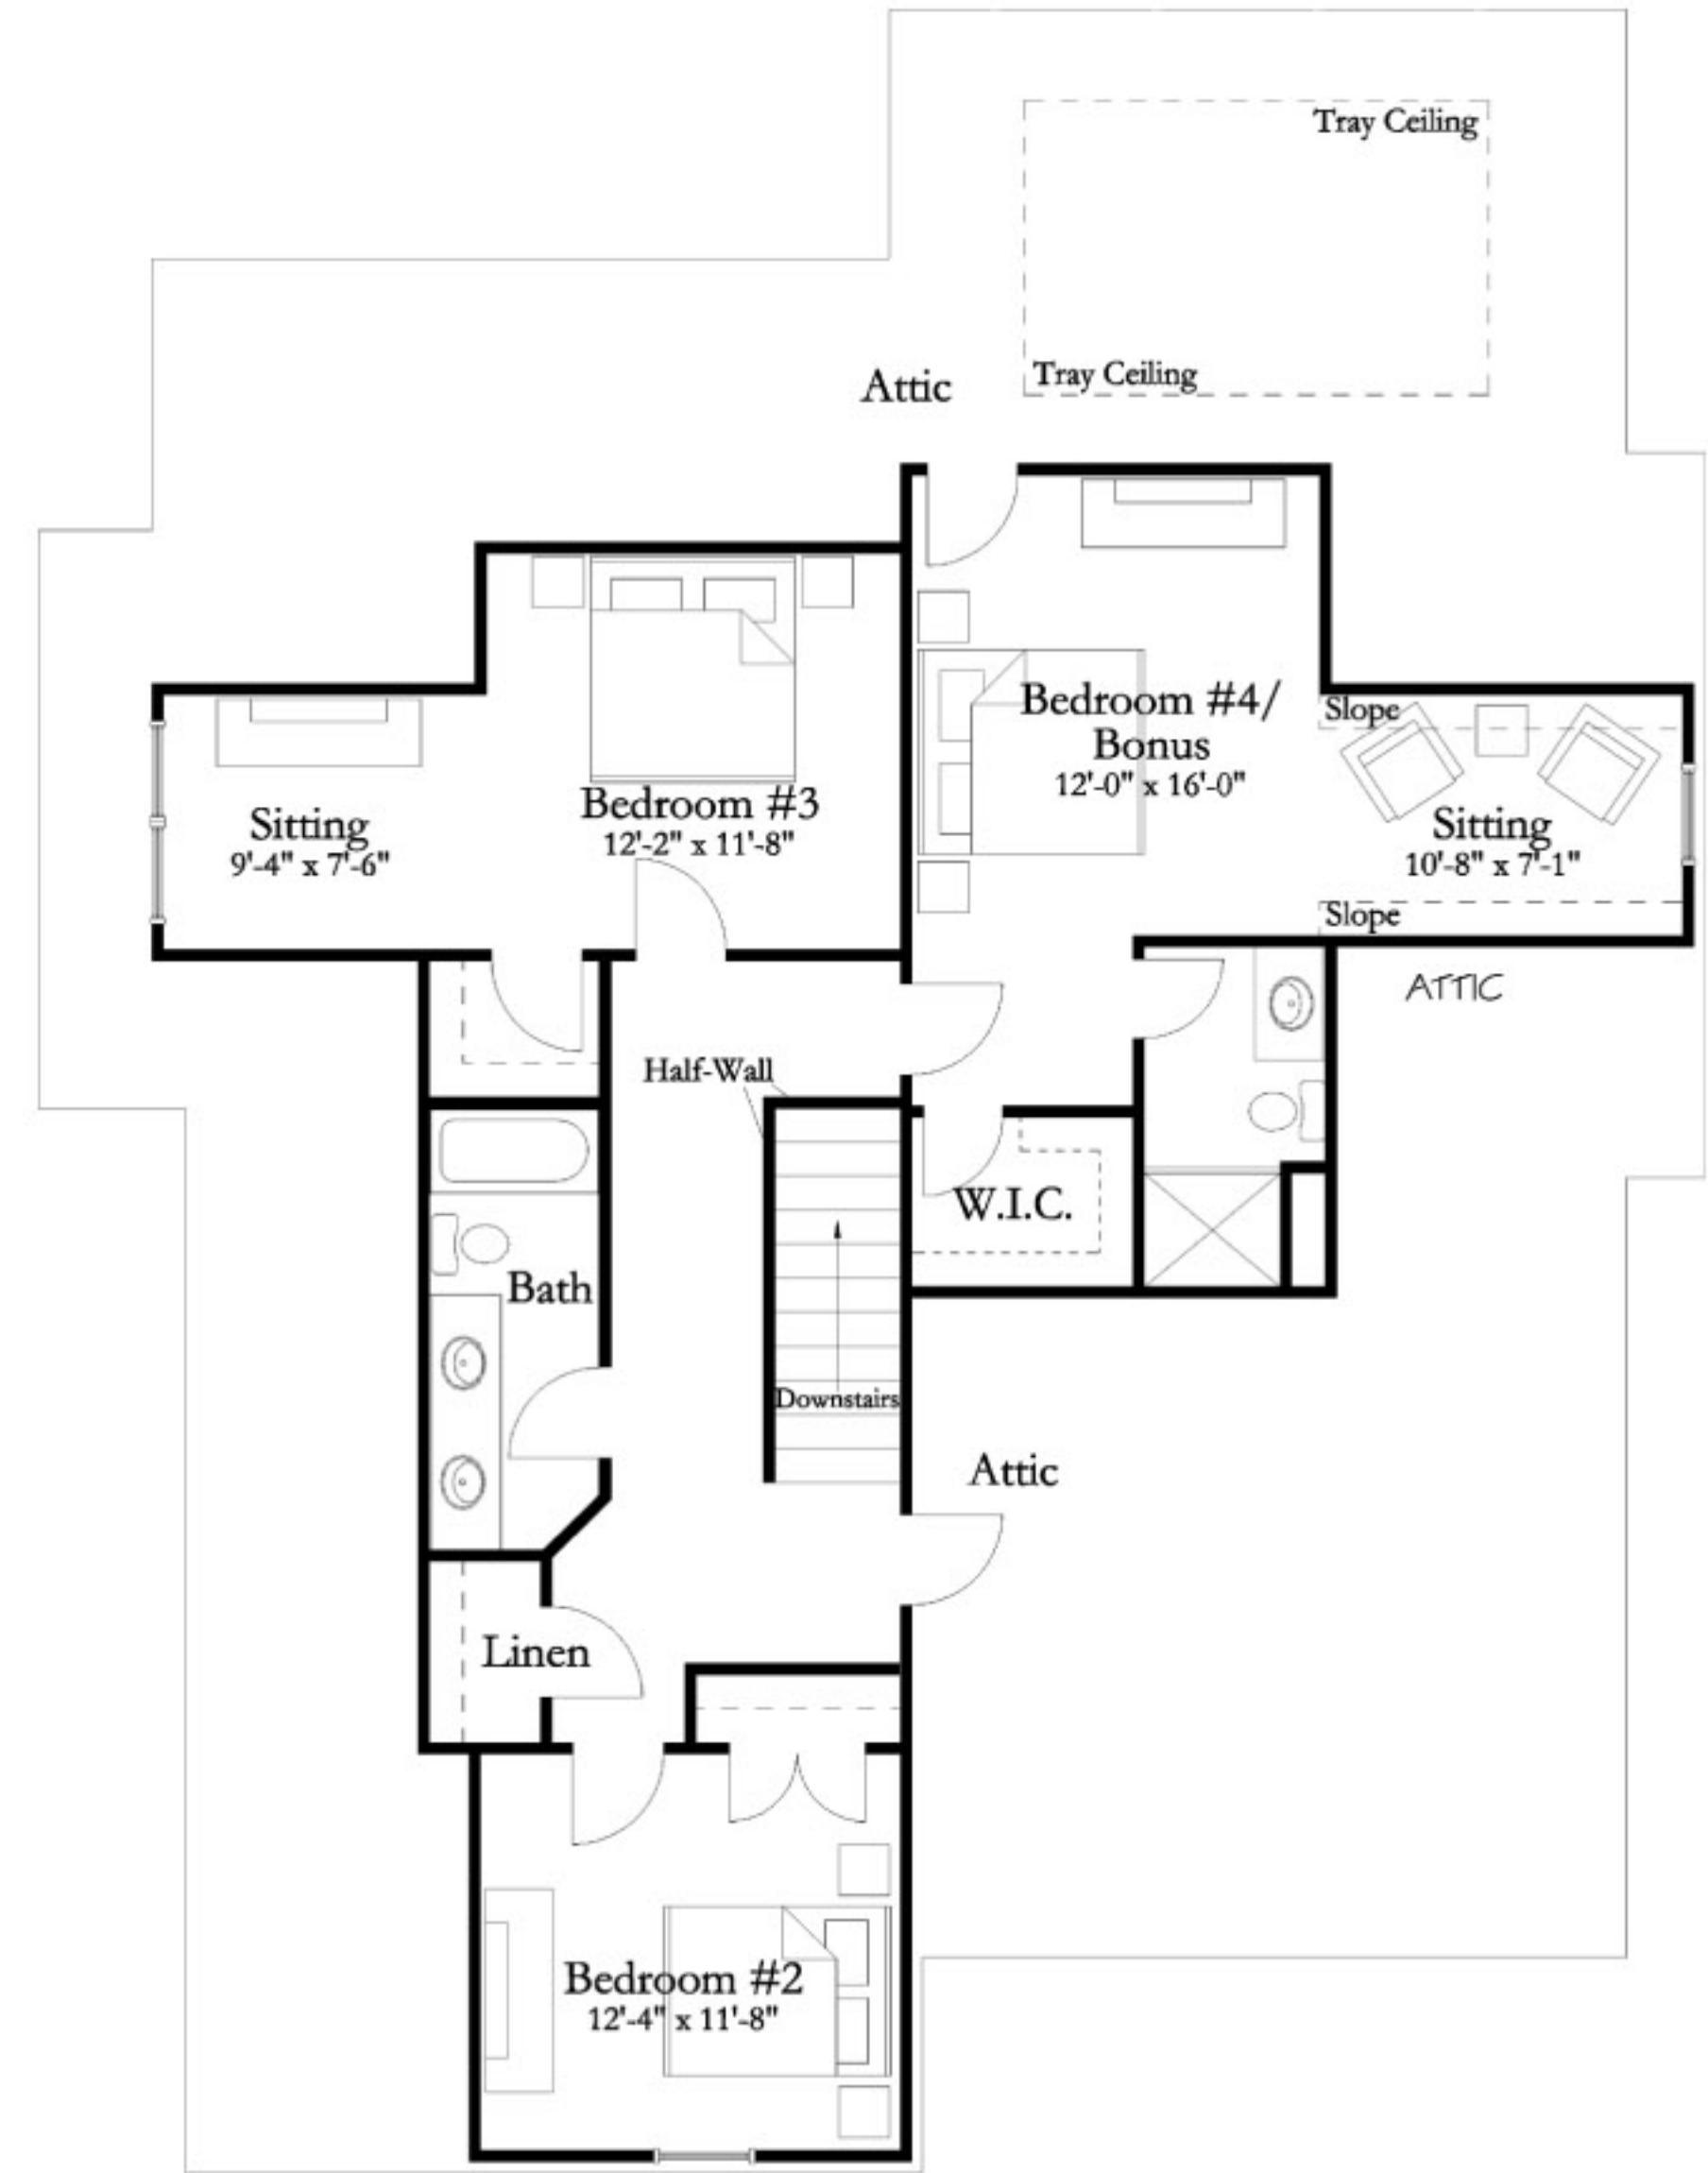 Tray Ceiling
Tray Ceiling
Attic
Bedroom #4/
Bonus
12'-0" x 16'-0"
Slope
Sitting
10'-8" x 7'-1"
Slope
Bedroom #3
12'-2" x 11'-8"
Sitting
9'-4" x 7'-6"
ATTIC
Half-Wall
W.I.C.
Bath
Downstairs
Attic
Linen
Bedroom #2
12'-4" x 11'-8"